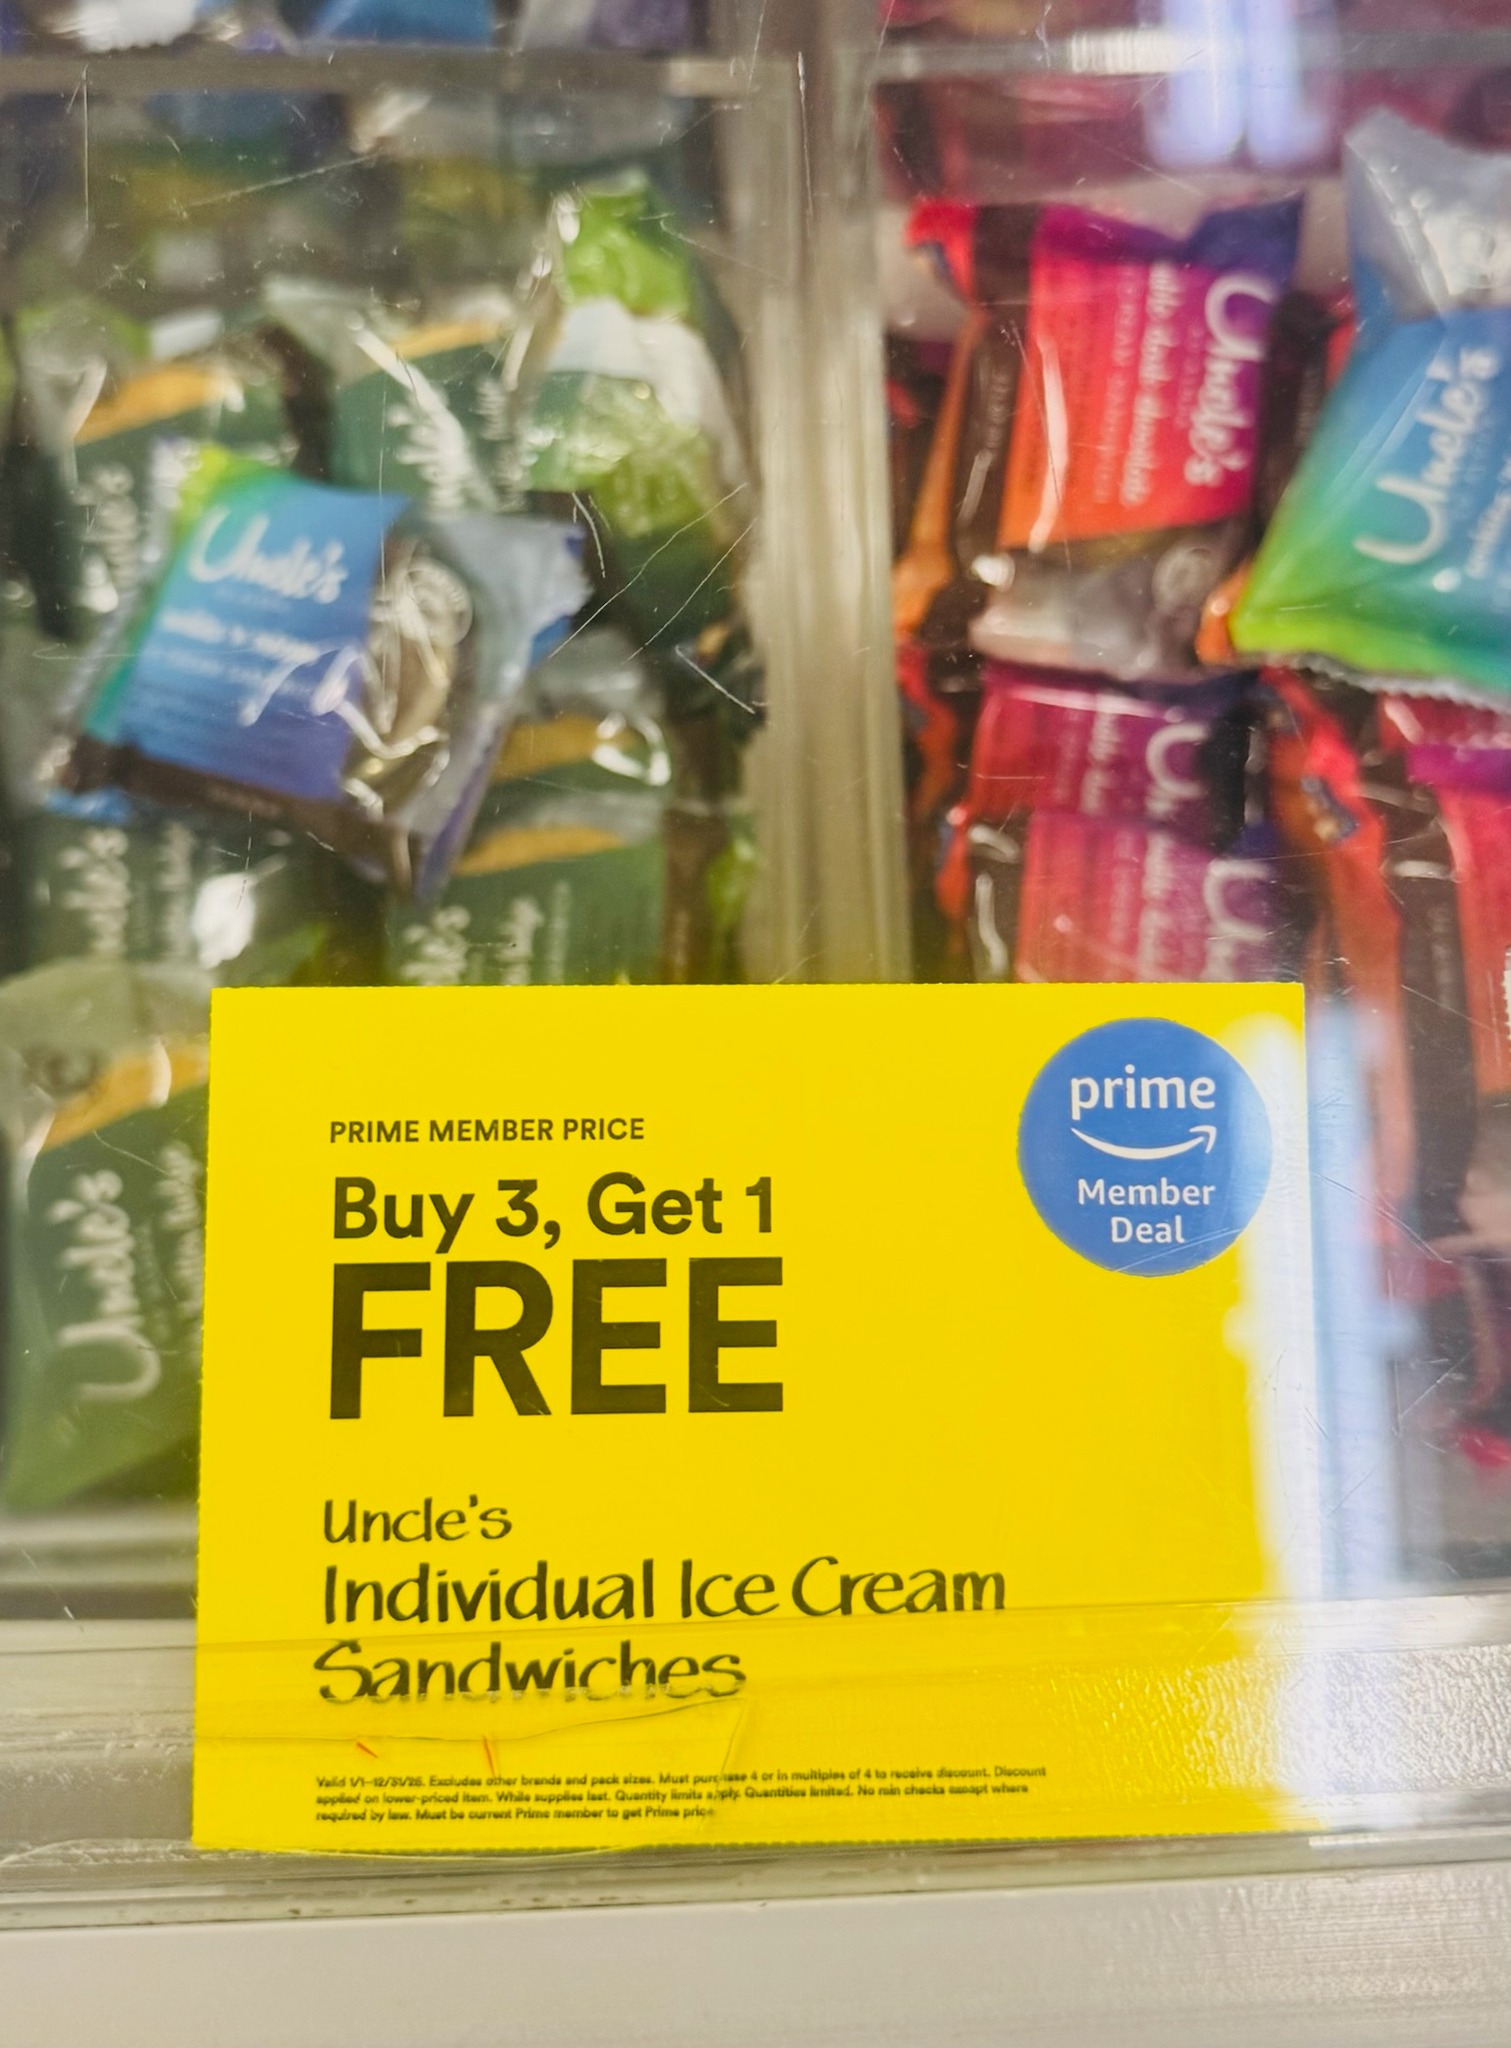 Uncle's
Uncle's
Uncle's
Uncle's
prime
Member
Deal
PRIME MEMBER PRICE
Buy 3, Get 1
FREE
Uncle's
Individual Ice Cream
Sandwiches
Valid 1/1–12/31/26. Excludes other brands and pack sizes. Must purchase 4 or in multiples of 4 to receive discount. Discount
applied on lower-priced item. While supplies last. Quantity limits apply. Quantities limited. No rain checks except where
required by law. Must be current Prime member to get Prime price